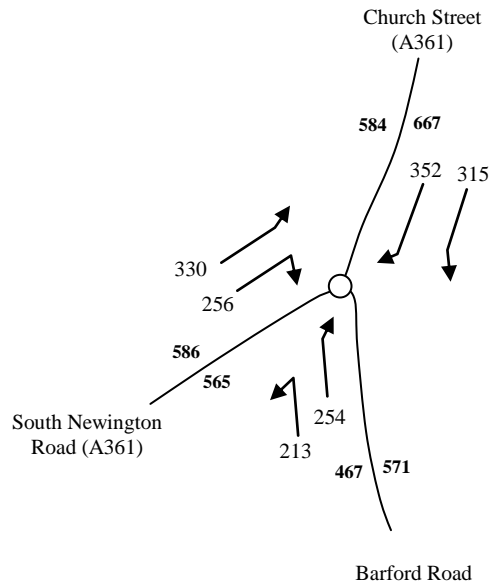 Church Street
(A361)
584 667
352 315
330
256
586
565
South Newington
Road (A361)
254
213
467 571
Barford Road